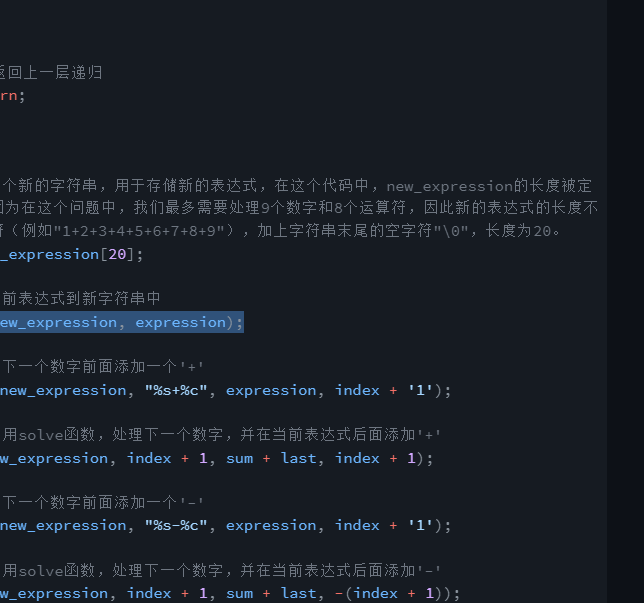 返回上一层递归
rn;
个新的字符串，用于存储新的表达式，在这个代码中，new_expression的长度被定
因为在这个问题中，我们最多需要处理9个数字和8个运算符，因此新的表达式的长度不
符（例如"1+2+3+4+5+6+7+8+9"），加上字符串末尾的空字符"\0"，长度为20。
_expression[20];
前表达式到新字符串中
ew_expression, expression);
下一个数字前面添加一个'+'
new_expression, "%s+%c", expression, index + '1');
用solve函数，处理下一个数字，并在当前表达式后面添加'+'
w_expression, index + 1, sum + last, index + 1);
下一个数字前面添加一个'-'
new_expression, "%s-%c", expression, index + '1');
用solve函数，处理下一个数字，并在当前表达式后面添加'-'
w_expression, index + 1, sum + last, -(index + 1));